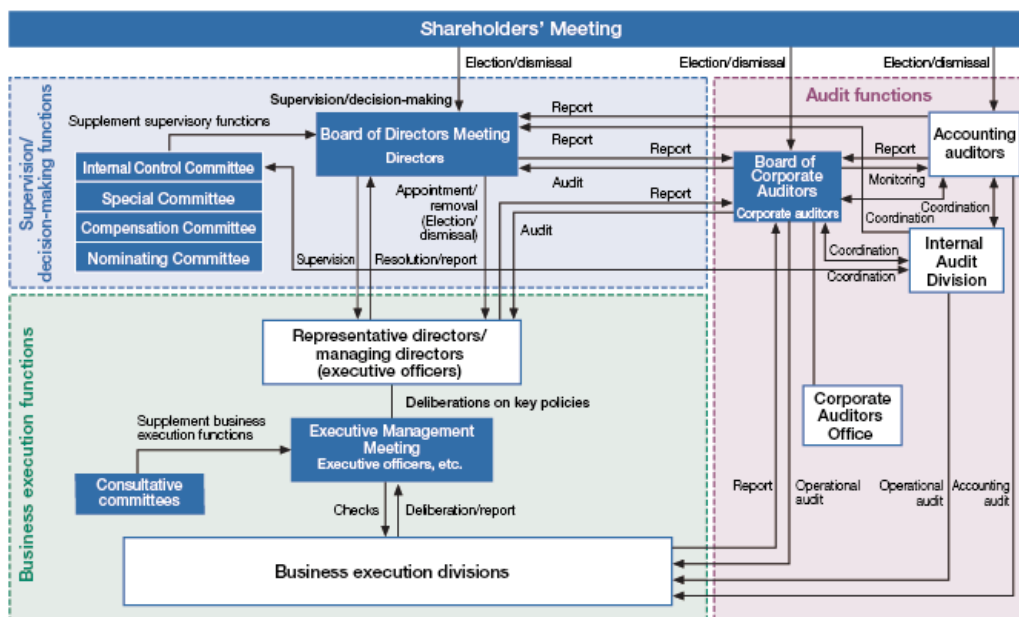 Shareholders' Meeting
Election/dismissal
Election/dismissal
Election/dismissal
Supervision/
decision-making functions
Supervision/decision-making
Supplement supervisory functions
Board of Directors Meeting
Directors
Internal Control Committee
Special Committee
Compensation Committee
Nominating Committee
Appointment/
removal
(Election/
dismissal)
Supervision
Resolution/report
Report
Report
Report
Audit
Report
Audit
Audit functions
Accounting
auditors
Board of
Corporate
Auditors
Corporate auditors
Report
Monitoring
Coordination
Coordination
Coordination
Coordination
Internal
Audit
Division
Corporate
Auditors
Office
Business execution functions
Representative directors/
managing directors
(executive officers)
Deliberations on key policies
Supplement business
execution functions
Executive Management
Meeting
Executive officers, etc.
Consultative
committees
Checks
Deliberation/report
Business execution divisions
Report
Operational
audit
Operational
audit
Accounting
audit